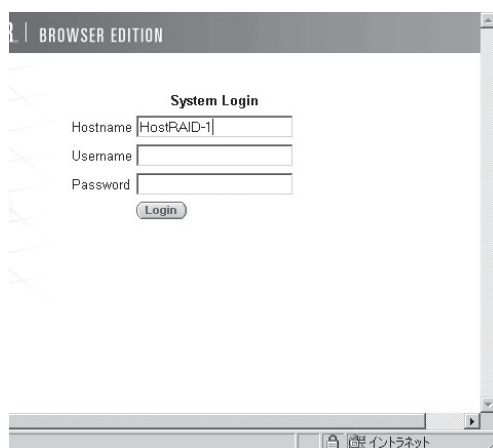 BROWSER EDITION
System Login
Hostname HostRAID-1
Username
Password
Login
イントラネット